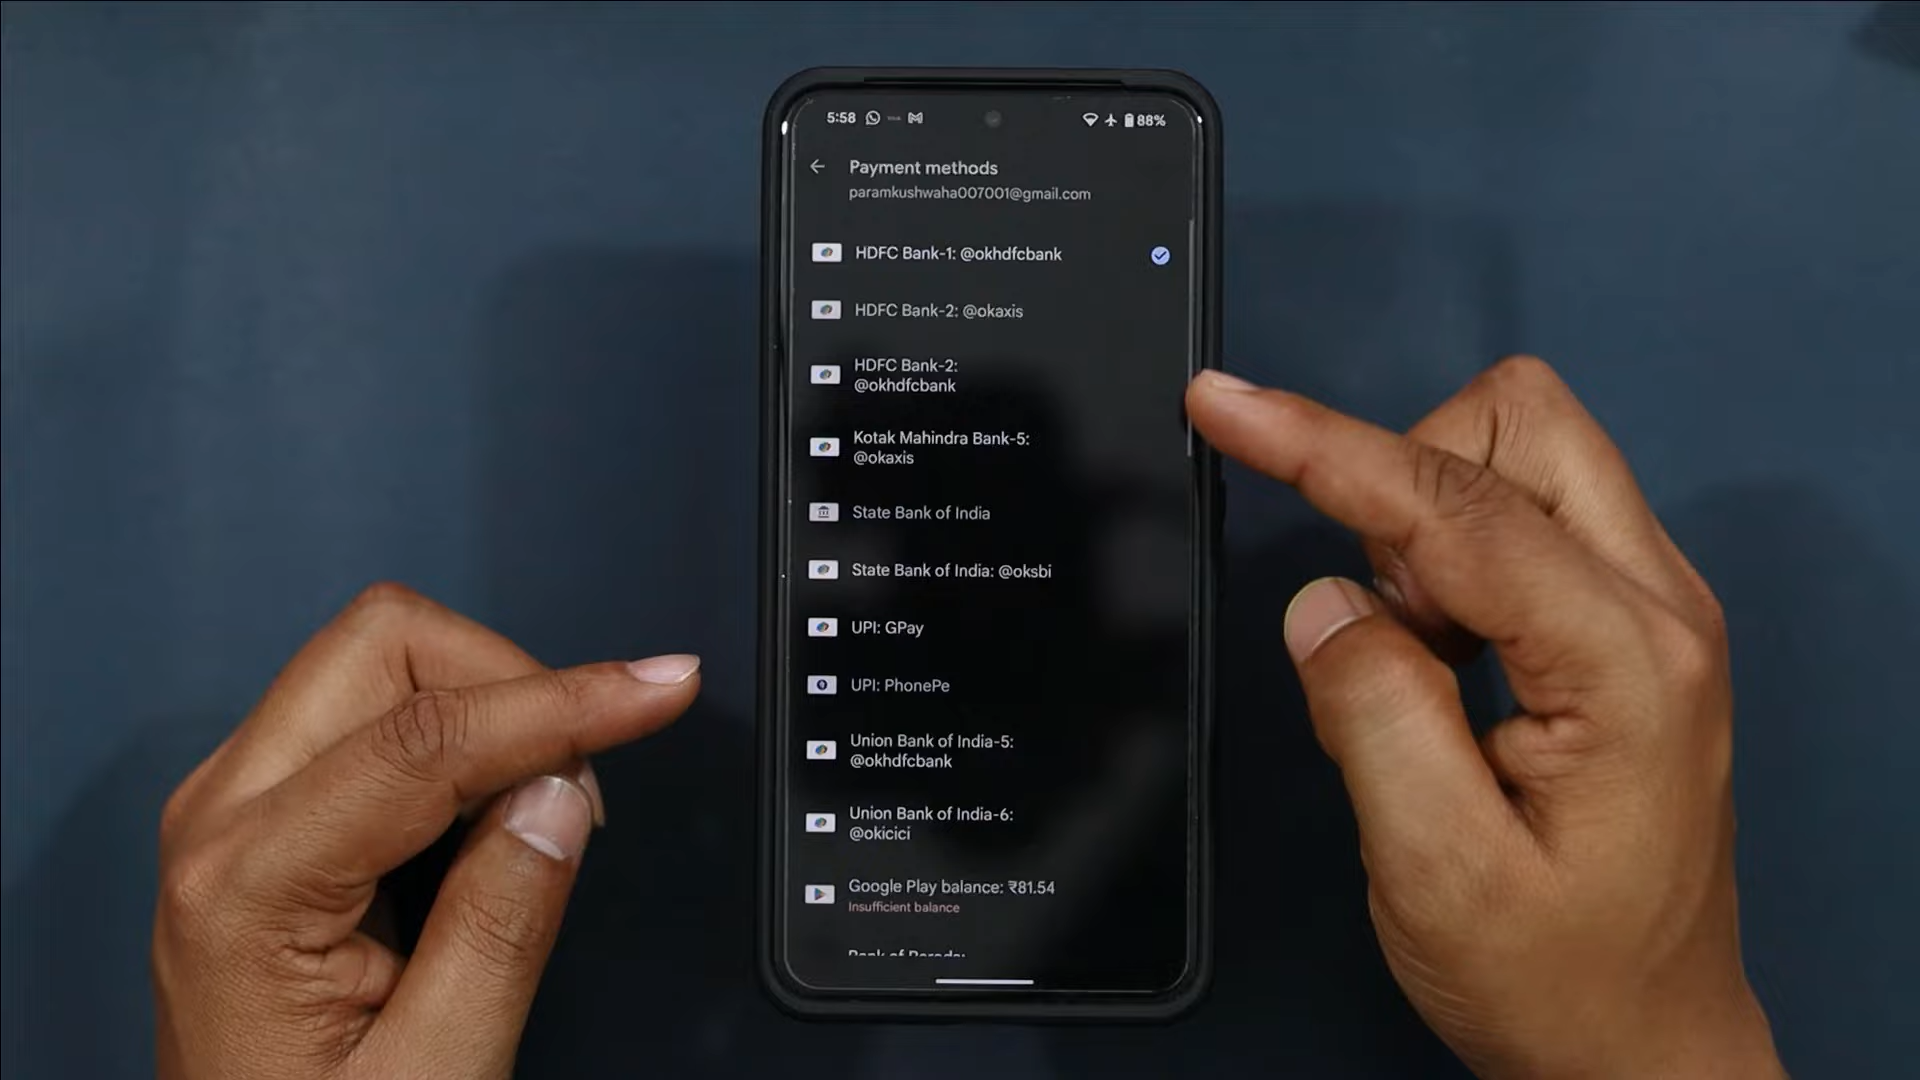 5:58
88%
Payment methods
paramkushwaha007001@gmail.com
HDFC Bank-1: @okhdfcbank
HDFC Bank-2: @okaxis
HDFC Bank-2:
@okhdfcbank
Kotak Mahindra Bank-5:
@okaxis
State Bank of India
State Bank of India: @oksbi
UPI: GPay
UPI: PhonePe
Union Bank of India-5:
@okhdfcbank
Union Bank of India-6:
@okicici
Google Play balance: ₹81.54
Insufficient balance
Bank of Baroda: